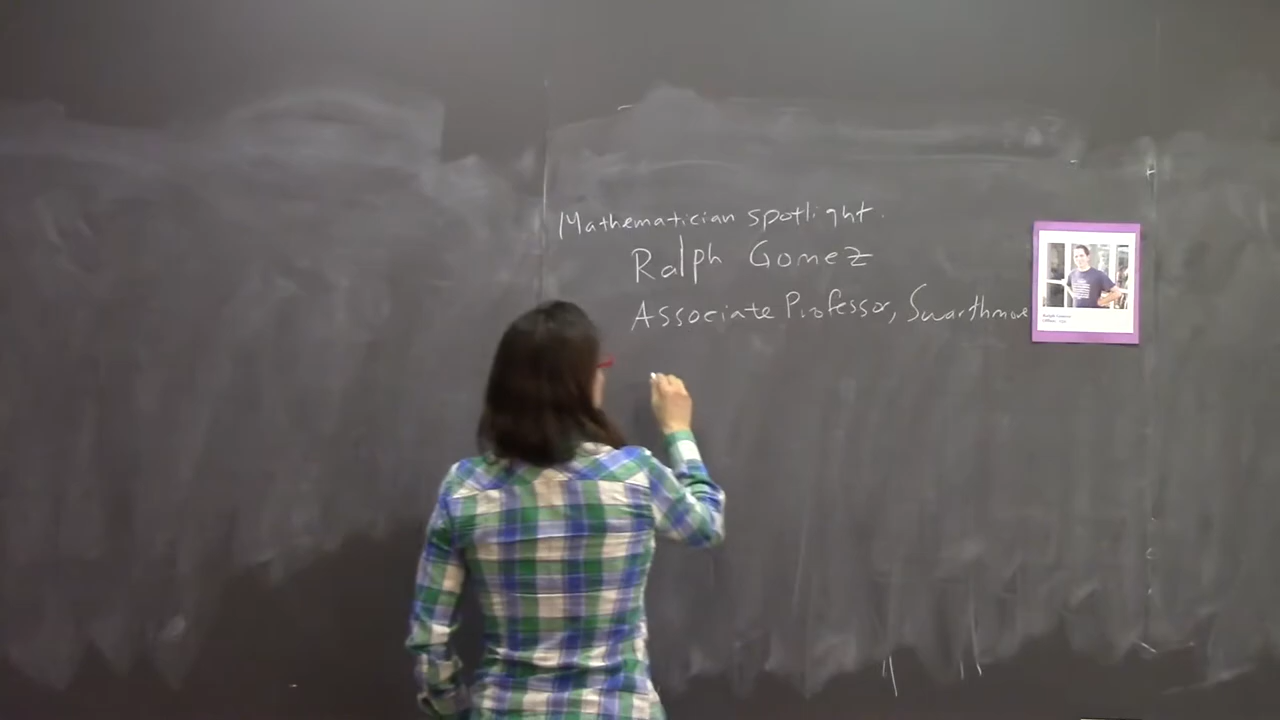 Mathematician spotlight.
Ralph Gomez
Associate Professor, Swarthmore